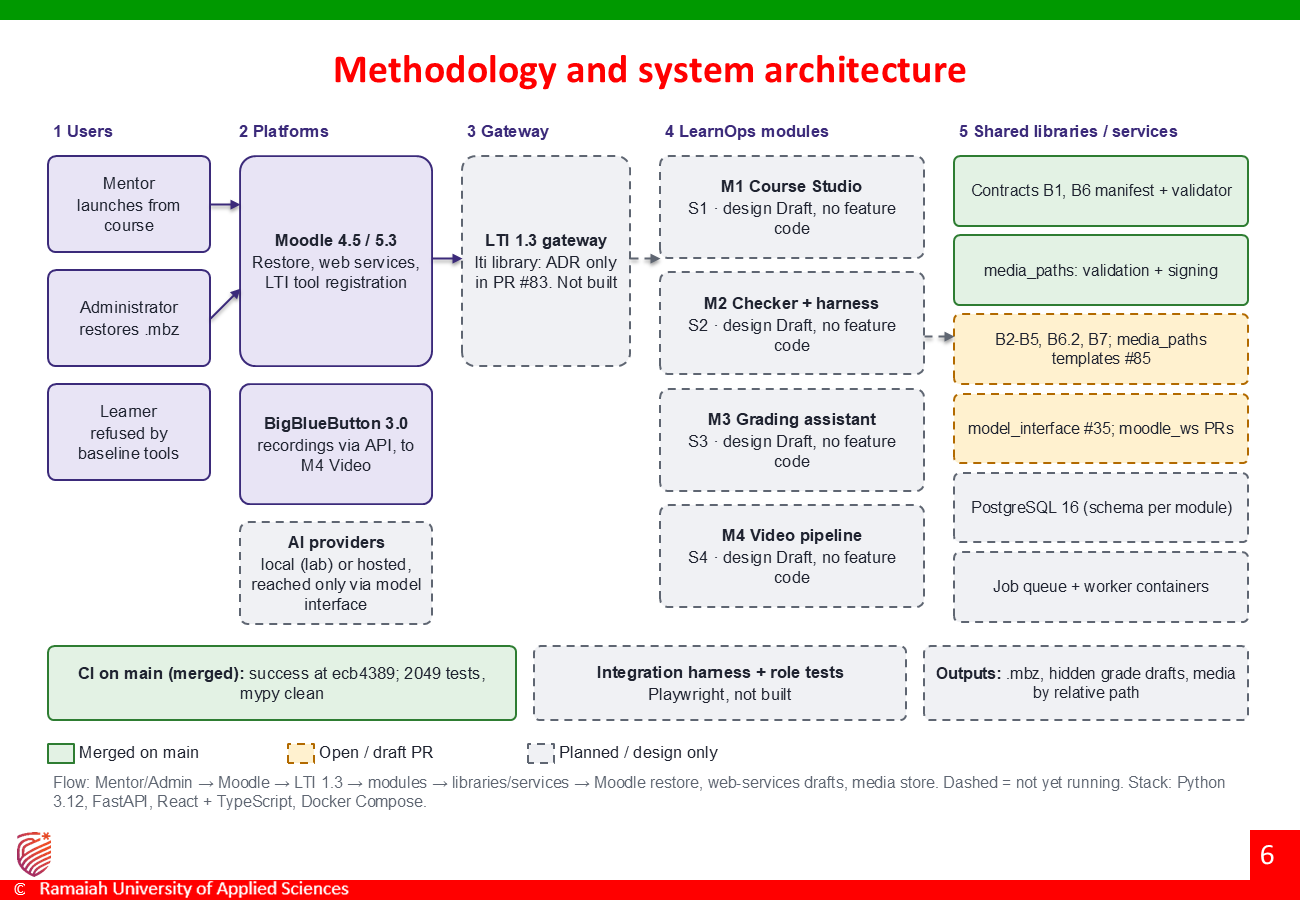 Methodology and system architecture
1 Users
2 Platforms
3 Gateway
4 LearnOps modules
5 Shared libraries / services
Mentor
launches from
course
Administrator
restores .mbz
Learner
refused by
baseline tools
Moodle 4.5 / 5.3
Restore, web services,
LTI tool registration
BigBlueButton 3.0
recordings via API, to
M4 Video
AI providers
local (lab) or hosted,
reached only via model
interface
LTI 1.3 gateway
lti library: ADR only
in PR #83. Not built
M1 Course Studio
S1 · design Draft, no feature
code
M2 Checker + harness
S2 · design Draft, no feature
code
M3 Grading assistant
S3 · design Draft, no feature
code
M4 Video pipeline
S4 · design Draft, no feature
code
Contracts B1, B6 manifest + validator
media_paths: validation + signing
B2-B5, B6.2, B7; media_paths
templates #85
model_interface #35; moodle_ws PRs
PostgreSQL 16 (schema per module)
Job queue + worker containers
CI on main (merged): success at ecb4389; 2049 tests,
mypy clean
Integration harness + role tests
Playwright, not built
Outputs: .mbz, hidden grade drafts, media
by relative path
Merged on main
Open / draft PR
Planned / design only
Flow: Mentor/Admin → Moodle → LTI 1.3 → modules → libraries/services → Moodle restore, web-services drafts, media store. Dashed = not yet running. Stack: Python
3.12, FastAPI, React + TypeScript, Docker Compose.
6
© Ramaiah University of Applied Sciences